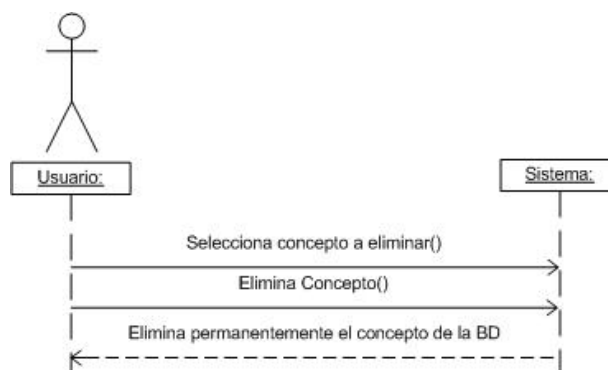 Usuario:
Sistema:
Selecciona concepto a eliminar()
Elimina Concepto()
Elimina permanentemente el concepto de la BD